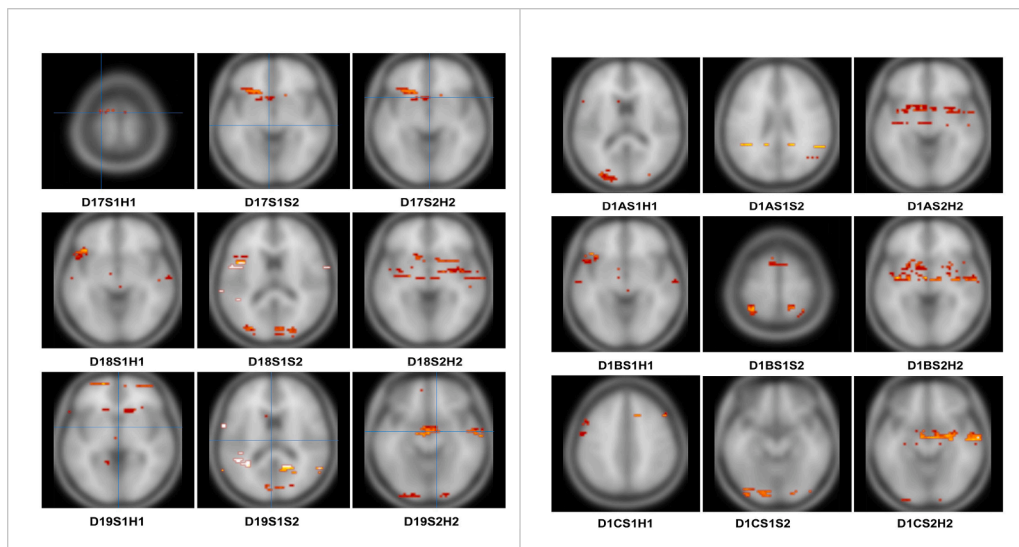 D17S1H1 D17S1S2 D17S2H2
D18S1H1 D18S1S2 D18S2H2
D19S1H1 D19S1S2 D19S2H2
D1AS1H1 D1AS1S2 D1AS2H2
D1BS1H1 D1BS1S2 D1BS2H2
D1CS1H1 D1CS1S2 D1CS2H2